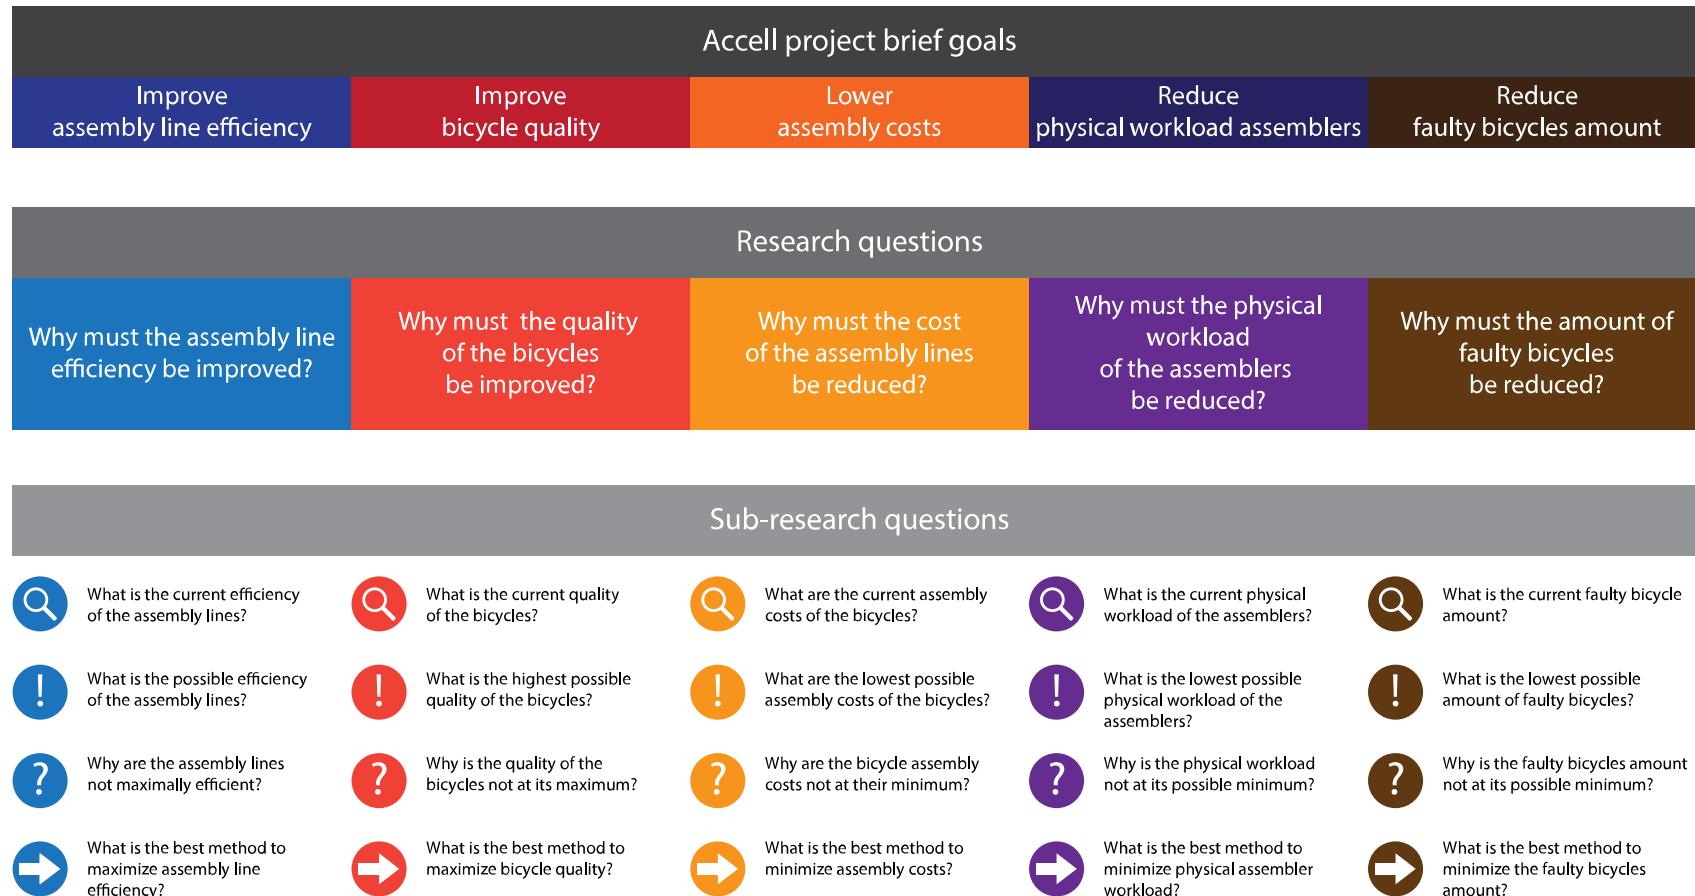 Accell project brief goals
Improve
assembly line efficiency
Improve
bicycle quality
Lower
assembly costs
Reduce
physical workload assemblers
Reduce
faulty bicycles amount
Research questions
Why must the assembly line
efficiency be improved?
Why must the quality
of the bicycles
be improved?
Why must the cost
of the assembly lines
be reduced?
Why must the physical
workload
of the assemblers
be reduced?
Why must the amount of
faulty bicycles
be reduced?
Sub-research questions
What is the current efficiency
of the assembly lines?
What is the current quality
of the bicycles?
What are the current assembly
costs of the bicycles?
What is the current physical
workload of the assemblers?
What is the current faulty bicycle
amount?
!
What is the possible efficiency
of the assembly lines?
!
What is the highest possible
quality of the bicycles?
!
What are the lowest possible
assembly costs of the bicycles?
!
What is the lowest possible
physical workload of the
assemblers?
!
What is the lowest possible
amount of faulty bicycles?
?
Why are the assembly lines
not maximally efficient?
?
Why is the quality of the
bicycles not at its maximum?
?
Why are the bicycle assembly
costs not at their minimum?
?
Why is the physical workload
not at its possible minimum?
?
Why is the faulty bicycles amount
not at its possible minimum?
What is the best method to
maximize assembly line
efficiency?
What is the best method to
maximize bicycle quality?
What is the best method to
minimize assembly costs?
What is the best method to
minimize physical assembler
workload?
What is the best method to
minimize the faulty bicycles
amount?